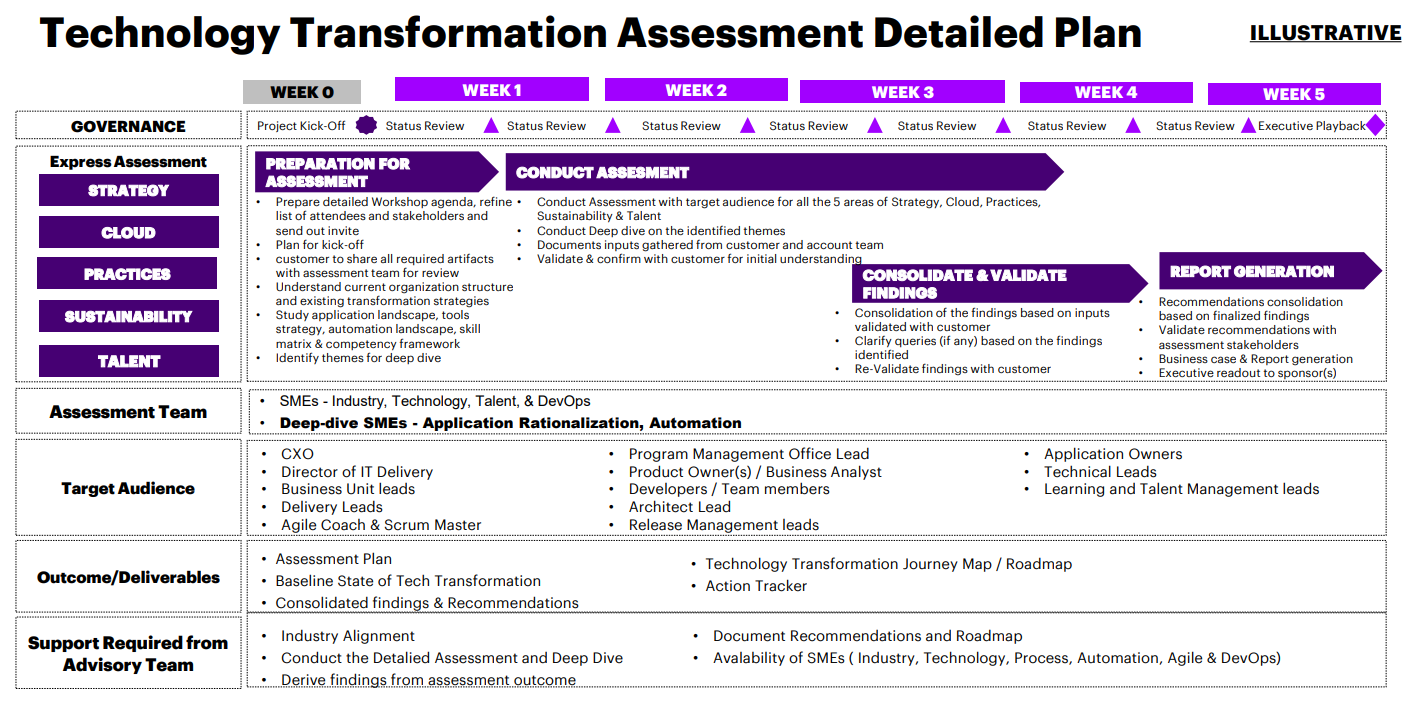 Technology Transformation Assessment Detailed Plan
ILLUSTRATIVE
WEEK 0
WEEK 1
WEEK 2
WEEK 3
WEEK 4
WEEK 5
GOVERNANCE
Project Kick-Off
Status Review
Status Review
Status Review
Status Review
Status Review
Status Review
Status Review
Executive Playback
Express Assessment
STRATEGY
CLOUD
PRACTICES
SUSTAINABILITY
TALENT
PREPARATION FOR
ASSESSMENT
• Prepare detailed Workshop agenda, refine
list of attendees and stakeholders and
send out invite
• Plan for kick-off
• customer to share all required artifacts
with assessment team for review
• Understand current organization structure
and existing transformation strategies
• Study application landscape, tools
strategy, automation landscape, skill
matrix & competency framework
• Identify themes for deep dive
CONDUCT ASSESMENT
• Conduct Assessment with target audience for all the 5 areas of Strategy, Cloud, Practices,
Sustainability & Talent
• Conduct Deep dive on the identified themes
• Documents inputs gathered from customer and account team
• Validate & confirm with customer for initial understanding
CONSOLIDATE & VALIDATE
FINDINGS
• Consolidation of the findings based on inputs
validated with customer
• Clarify queries (if any) based on the findings
identified
• Re-Validate findings with customer
REPORT GENERATION
• Recommendations consolidation
based on finalized findings
• Validate recommendations with
assessment stakeholders
• Business case & Report generation
• Executive readout to sponsor(s)
Assessment Team
• SMEs - Industry, Technology, Talent, & DevOps
• Deep-dive SMEs - Application Rationalization, Automation
Target Audience
• CXO
• Director of IT Delivery
• Business Unit leads
• Delivery Leads
• Agile Coach & Scrum Master
• Program Management Office Lead
• Product Owner(s) / Business Analyst
• Developers / Team members
• Architect Lead
• Release Management leads
• Application Owners
• Technical Leads
• Learning and Talent Management leads
Outcome/Deliverables
• Assessment Plan
• Baseline State of Tech Transformation
• Consolidated findings & Recommendations
• Technology Transformation Journey Map / Roadmap
• Action Tracker
Support Required from
Advisory Team
• Industry Alignment
• Conduct the Detalied Assessment and Deep Dive
• Derive findings from assessment outcome
• Document Recommendations and Roadmap
• Avalability of SMEs ( Industry, Technology, Process, Automation, Agile & DevOps)